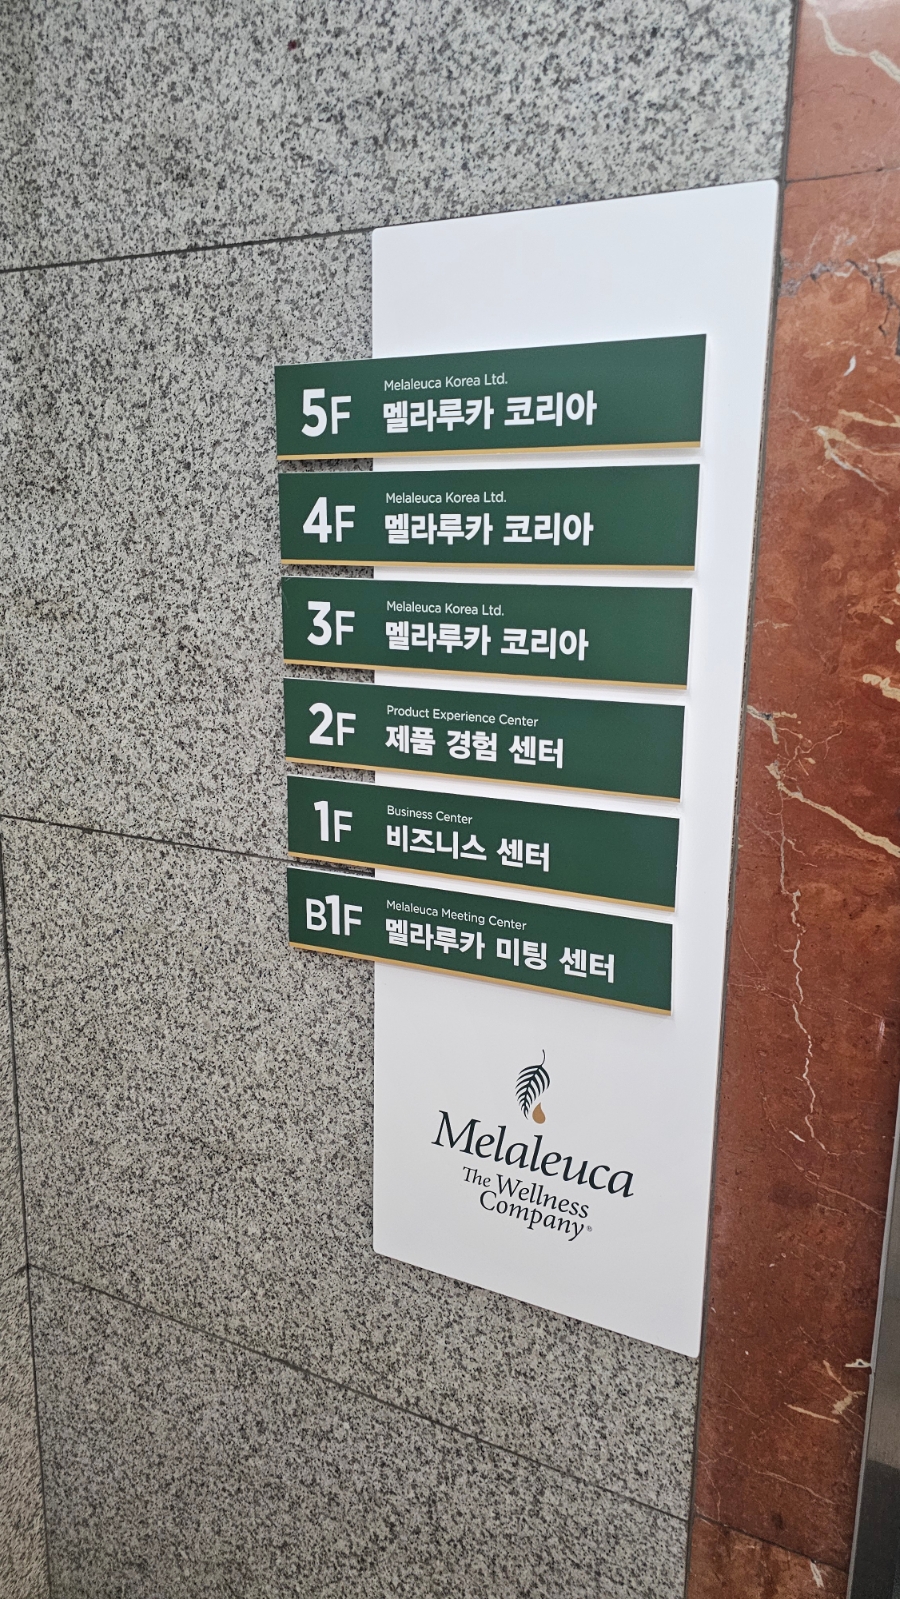 5F
Melaleuca Korea Ltd.
멜라루카 코리아
4F
Melaleuca Korea Ltd.
멜라루카 코리아
3F
Melaleuca Korea Ltd.
멜라루카 코리아
2F
Product Experience Center
제품 경험 센터
1F
Business Center
비즈니스 센터
B1F
Melaleuca Meeting Center
멜라루카 미팅 센터
Melaleuca
The Wellness
Company®